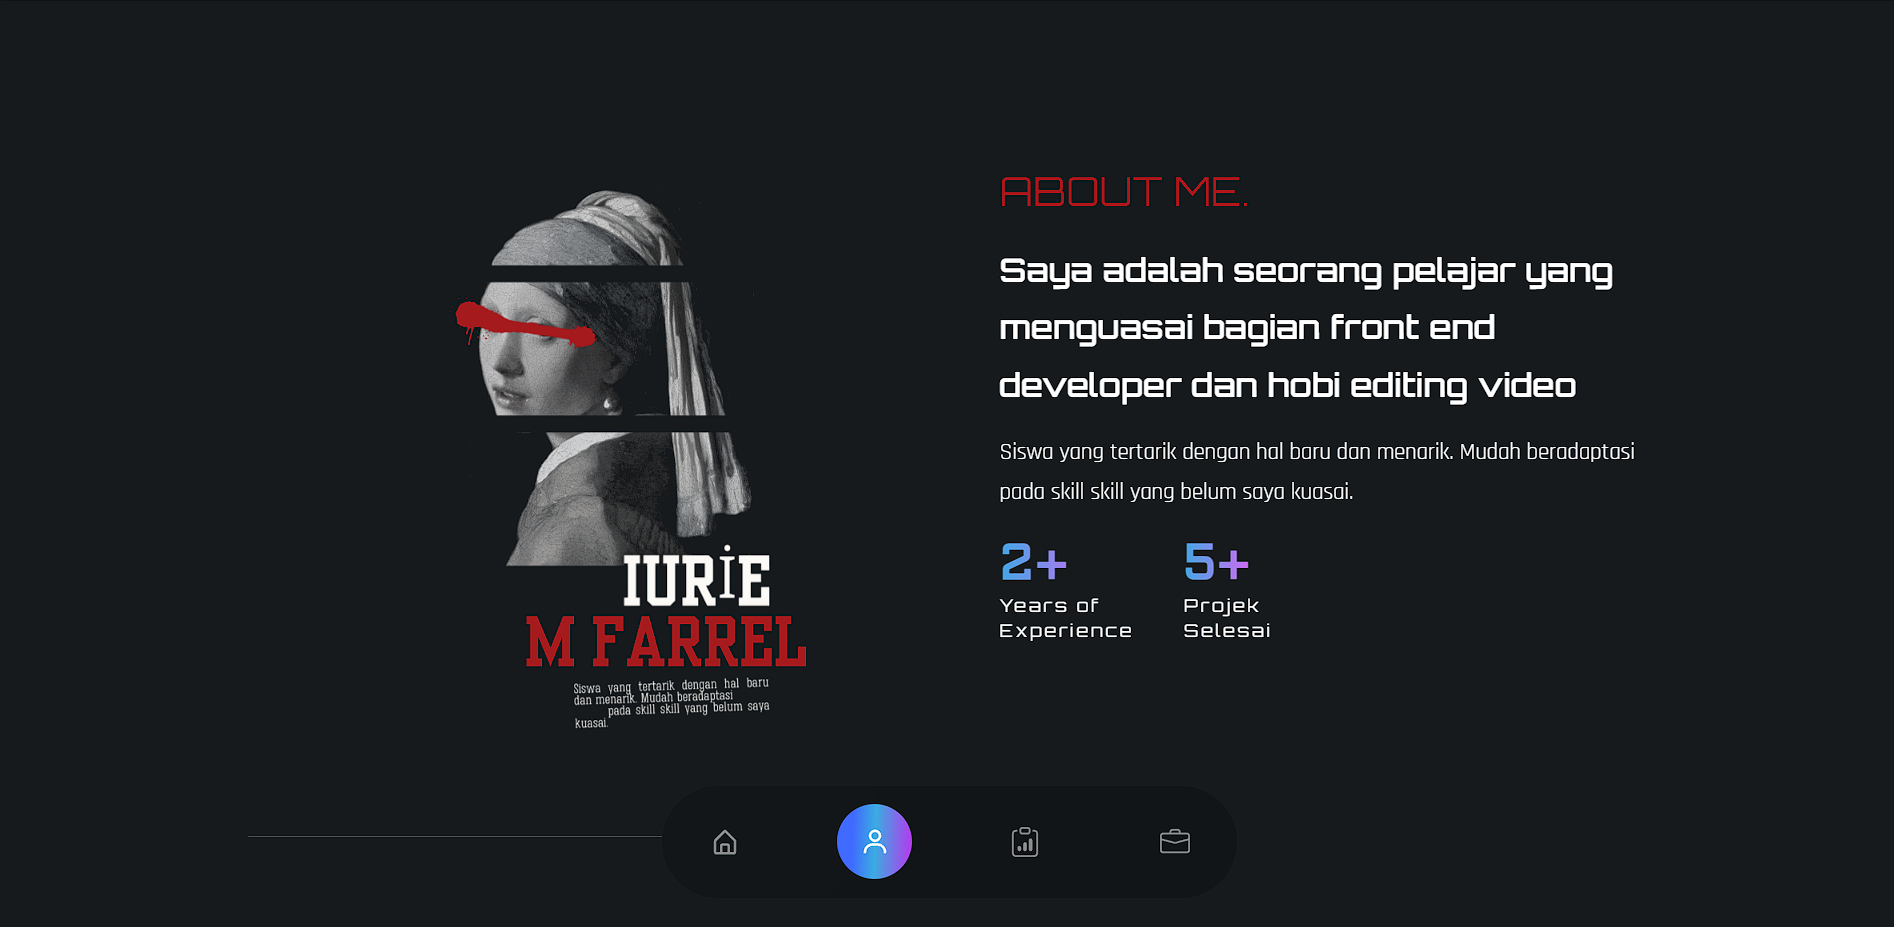 ABOUT ME.
Saya adalah seorang pelajar yang
menguasai bagian front end
developer dan hobi editing video
Siswa yang tertarik dengan hal baru dan menarik. Mudah beradaptasi
pada skill skill yang belum saya kuasai.
2+
Years of
Experience
5+
Projek
Selesai
IURiE
M FARREL
Siswa yang tertarik dengan hal baru
dan menarik. Mudah beradaptasi
pada skill skill yang belum saya
kuasai.